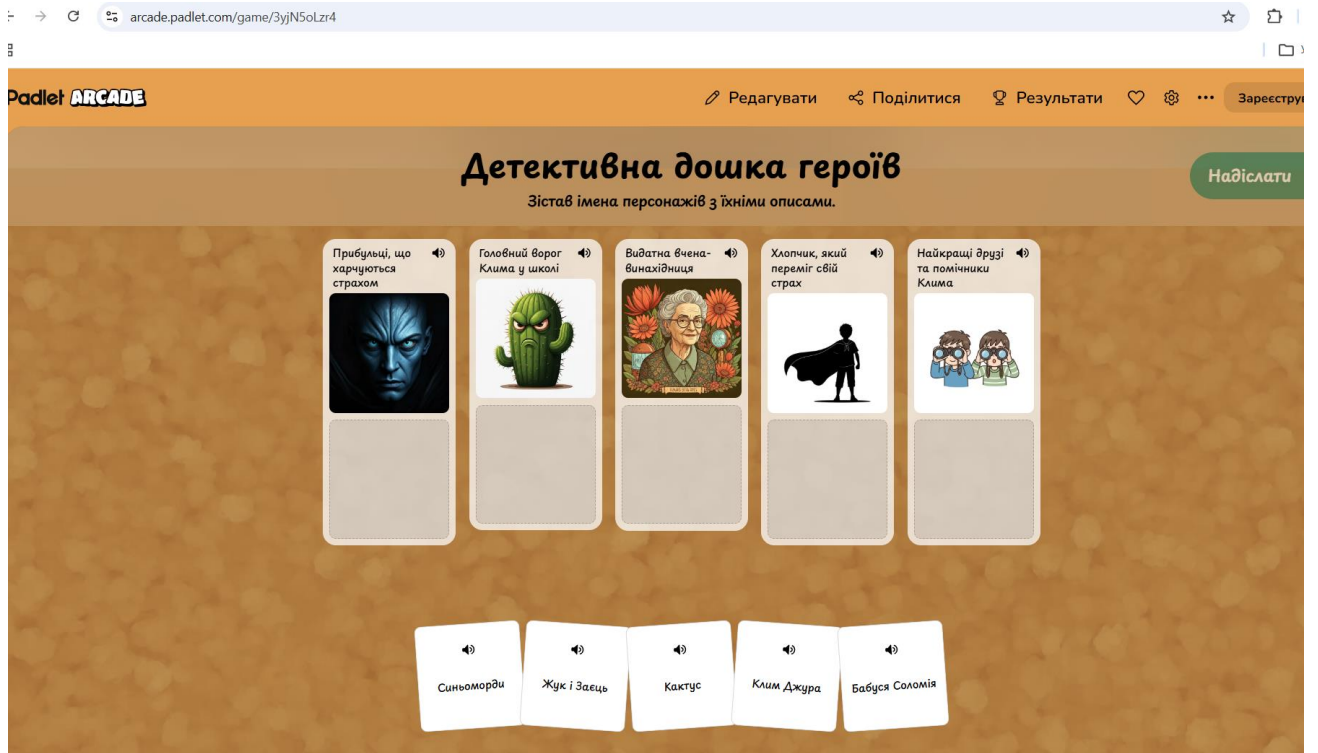 arcade.padlet.com/game/3yjN5oLzr4
Padlet ARCADE
Редагувати
Поділитися
Результати
Зареєстру
Детективна дошка героїв
Зістав імена персонажів з їхніми описами.
Надіслати
Прибульці, що
харчуються
страхом
Головний ворог
Клима у школі
Видатна вчена-
винахідниця
Хлопчик, який
переміг свій
страх
Найкращі друзі
та помічники
Клима
Синьоморди
Жук і Заєць
Кактус
Клим Джура
Бабуся Соломія